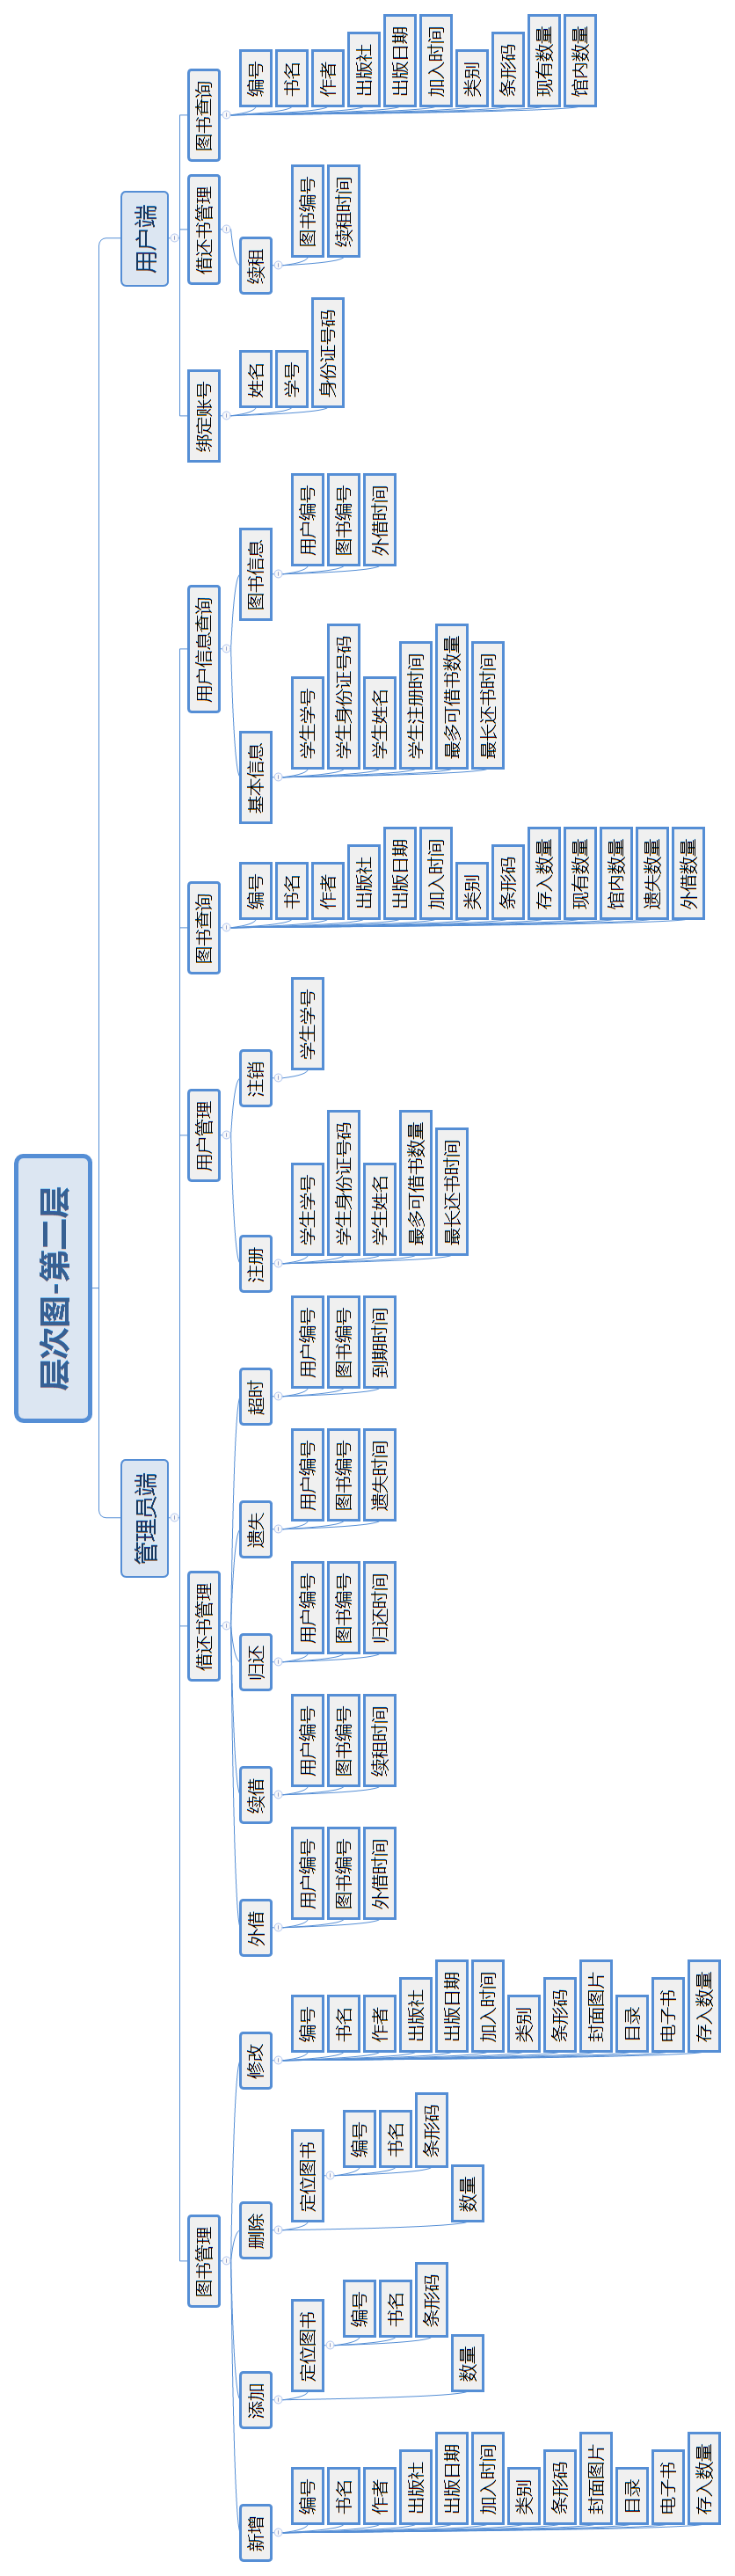 层次图-第二层
管理员端
图书管理
新增
编号
书名
作者
出版社
出版日期
加入时间
类别
条形码
封面图片
目录
电子书
存入数量
添加
定位图书
编号
书名
条形码
数量
删除
定位图书
编号
书名
条形码
数量
修改
编号
书名
作者
出版社
出版日期
加入时间
类别
条形码
封面图片
目录
电子书
存入数量
借还书管理
外借
用户编号
图书编号
外借时间
续借
用户编号
图书编号
续租时间
归还
用户编号
图书编号
归还时间
遗失
用户编号
图书编号
遗失时间
超时
用户编号
图书编号
到期时间
用户管理
注册
学生学号
学生身份证号码
学生姓名
最多可借书数量
最长还书时间
注销
学生学号
图书查询
编号
书名
作者
出版社
出版日期
加入时间
类别
条形码
存入数量
现有数量
馆内数量
遗失数量
外借数量
用户信息查询
基本信息
学生学号
学生身份证号码
学生姓名
学生注册时间
最多可借书数量
最长还书时间
图书信息
用户编号
图书编号
外借时间
用户端
绑定账号
姓名
学号
身份证号码
借还书管理
续租
图书编号
续租时间
图书查询
编号
书名
作者
出版社
出版日期
加入时间
类别
条形码
现有数量
馆内数量